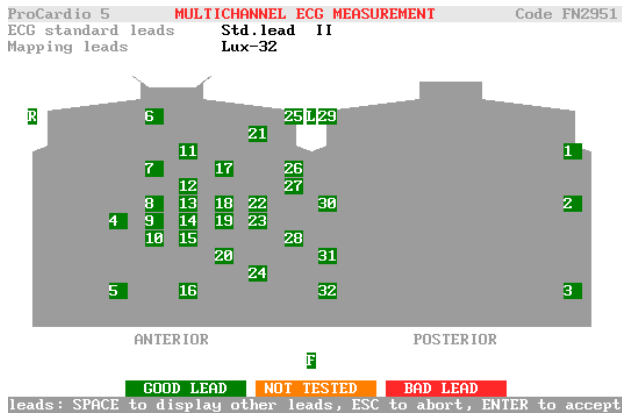 ProCardio 5 MULTICHANNEL ECG MEASUREMENT Code FN2951
ECG standard leads Std.lead II
Mapping leads Lux-32
R 6 25 L 29
21
11 1
7 17 26
12 27
8 13 18 22 30 2
4 9 14 19 23
10 15 28
20 31
24
5 16 32 3
ANTERIOR POSTERIOR
F
GOOD LEAD NOT TESTED BAD LEAD
leads: SPACE to display other leads, ESC to abort, ENTER to accept